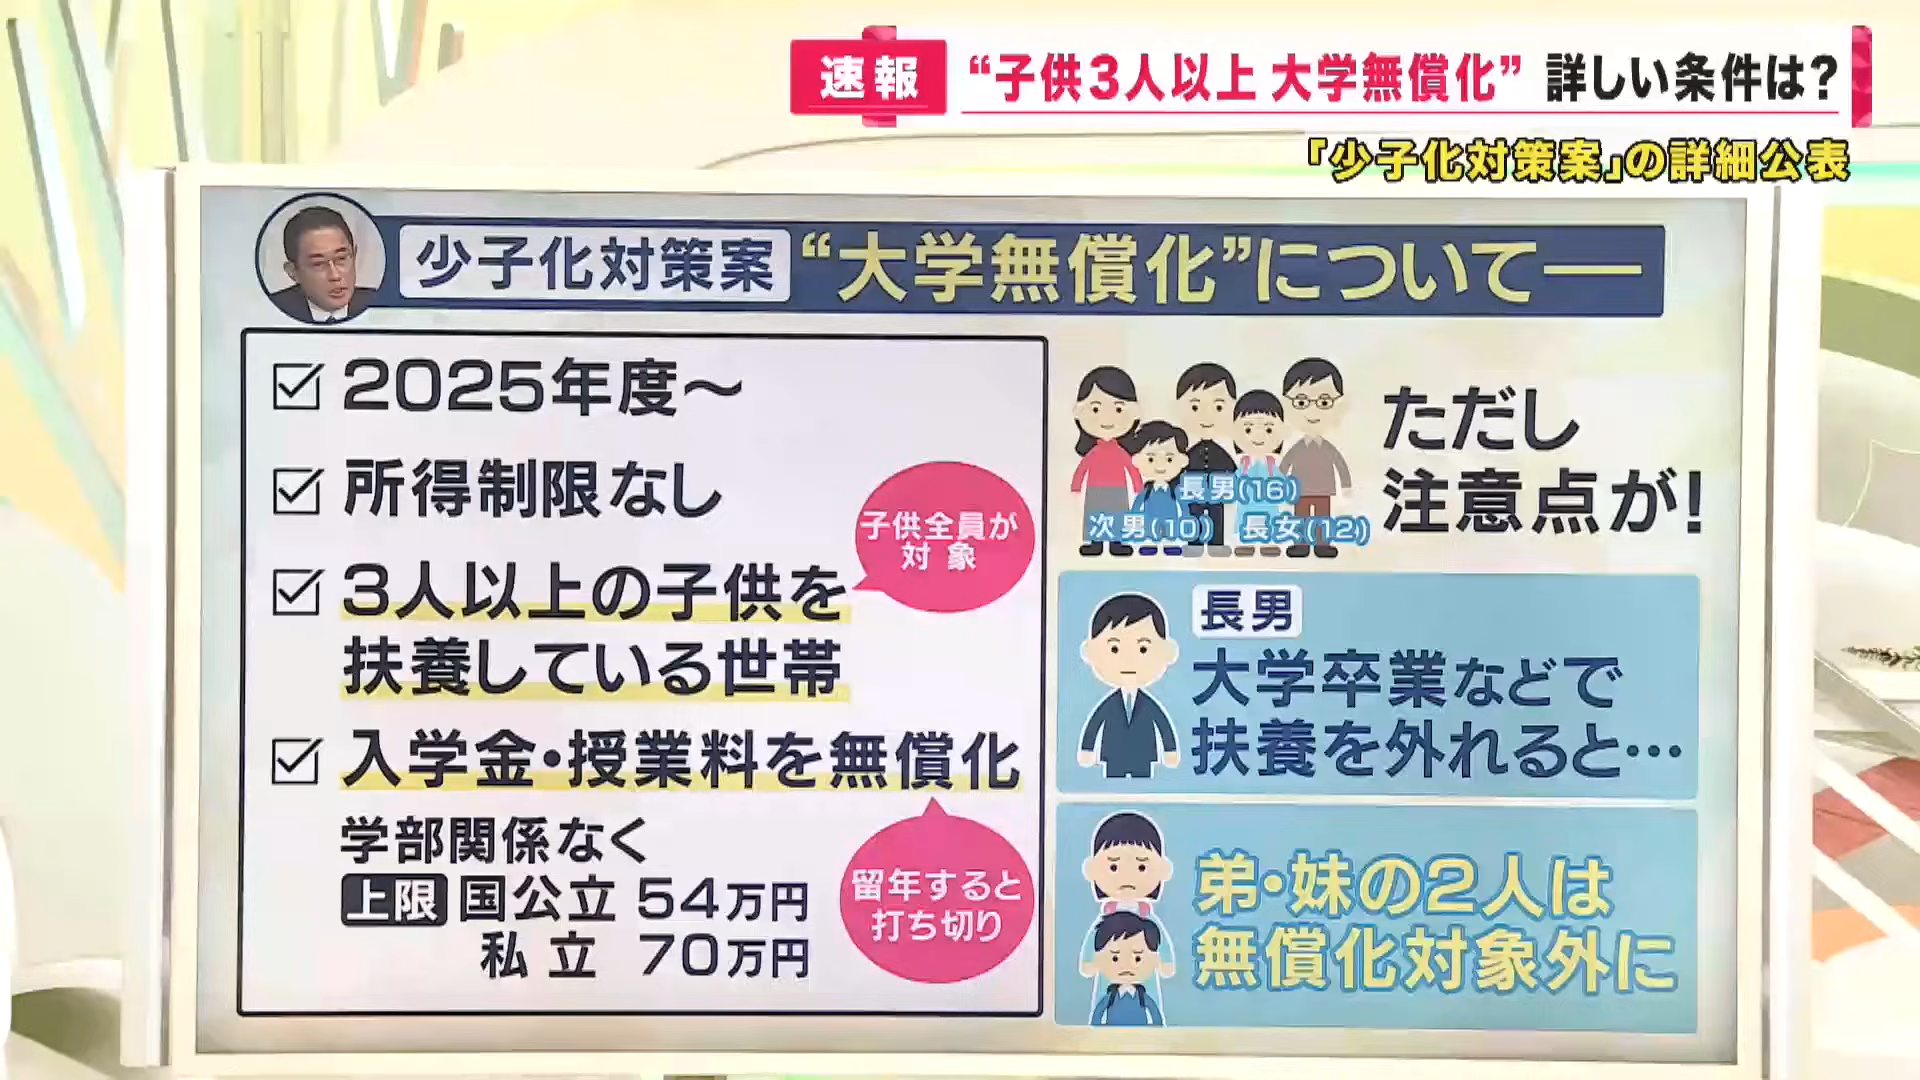 速報
“子供3人以上 大学無償化” 詳しい条件は?
「少子化対策案」の詳細公表
少子化対策案 “大学無償化”について――
2025年度～
所得制限なし
子供全員が
対象
3人以上の子供を
扶養している世帯
入学金・授業料を無償化
学部関係なく
上限 国公立 54万円
私立 70万円
留年すると
打ち切り
長男(16)
次男(10) 長女(12)
ただし
注意点が!
長男
大学卒業などで
扶養を外れると…
弟・妹の2人は
無償化対象外に